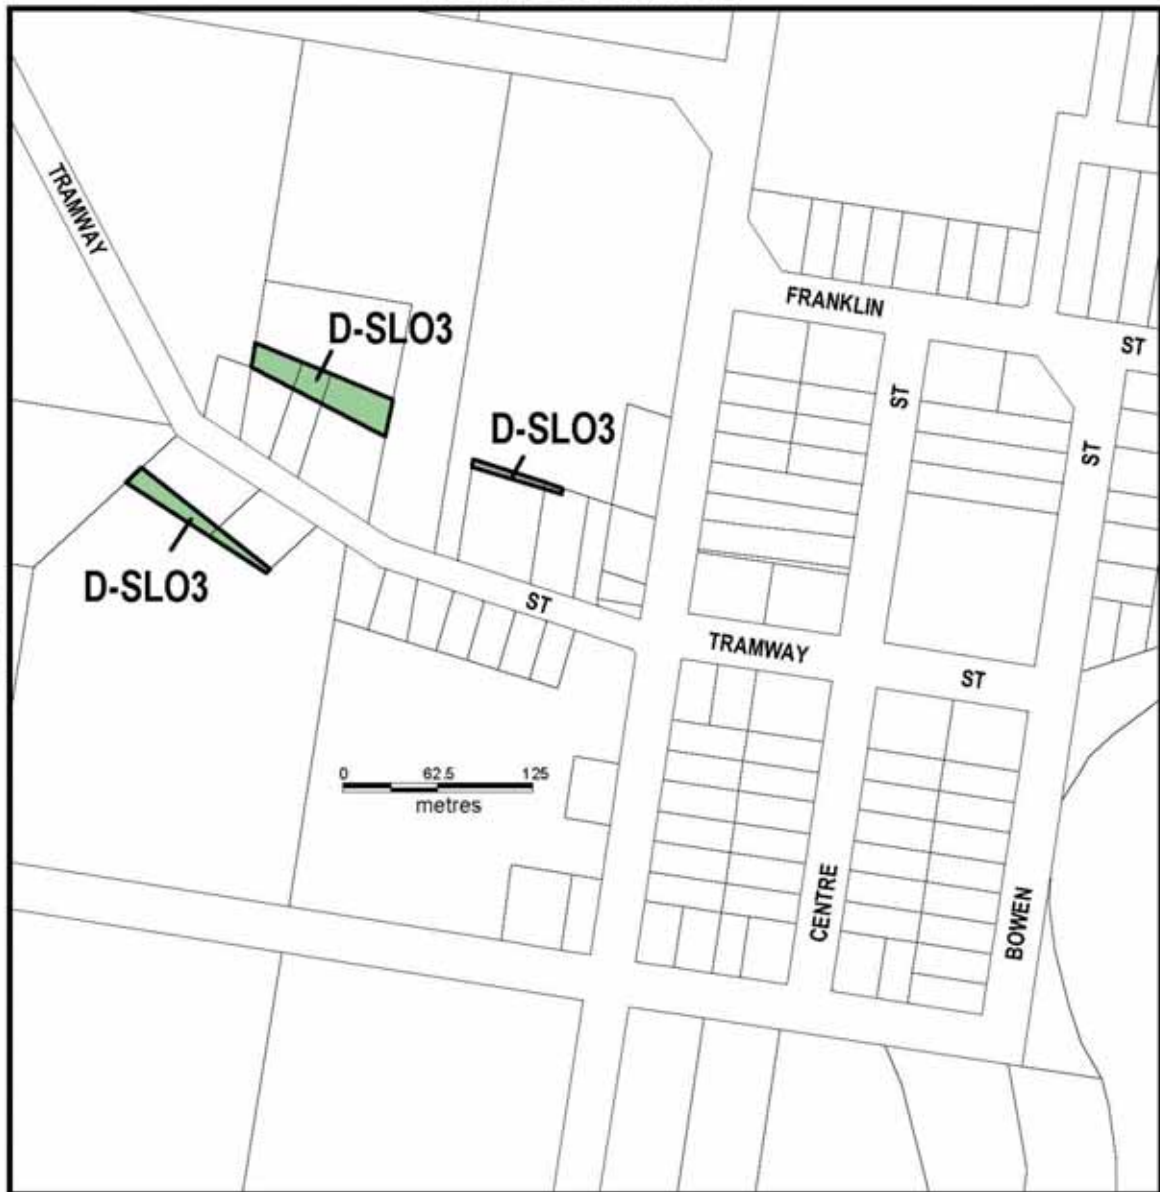 TRAMWAY
FRANKLIN
D-SLO3
ST
ST
D-SLO3
ST
D-SLO3
ST
TRAMWAY
ST
0 62.5 125
metres
CENTRE
BOWEN